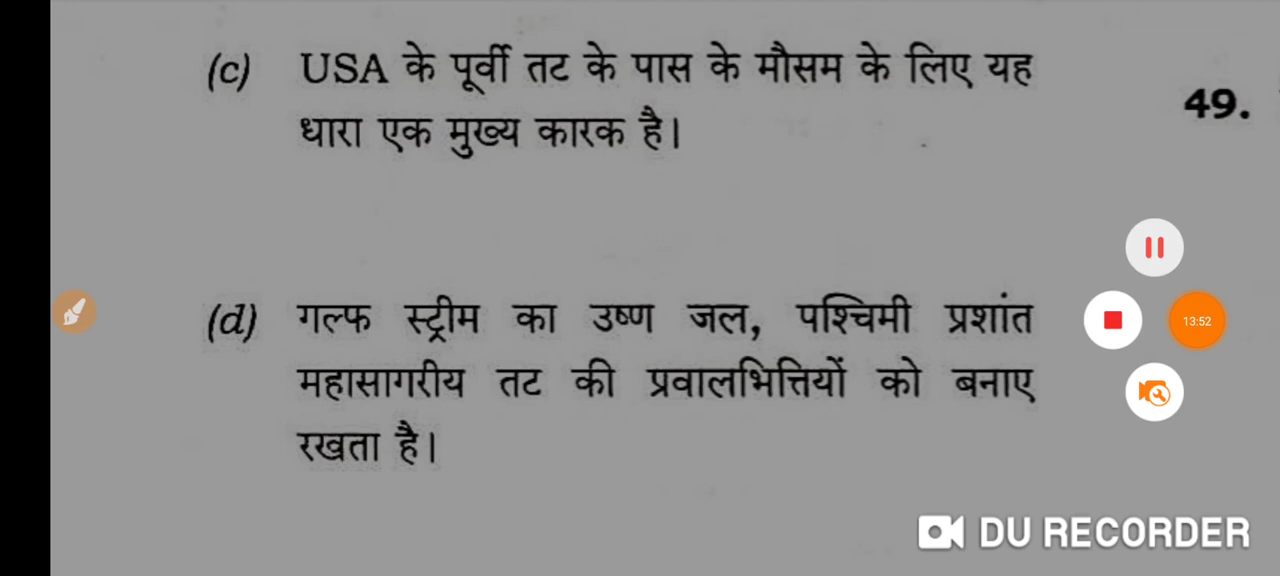 (c) USA के पूर्वी तट के पास के मौसम के लिए यह
धारा एक मुख्य कारक है।
49.
(d) गल्फ स्ट्रीम का उष्ण जल, पश्चिमी प्रशांत
महासागरीय तट की प्रवालभित्तियों को बनाए
रखता है।
13:52
DU RECORDER